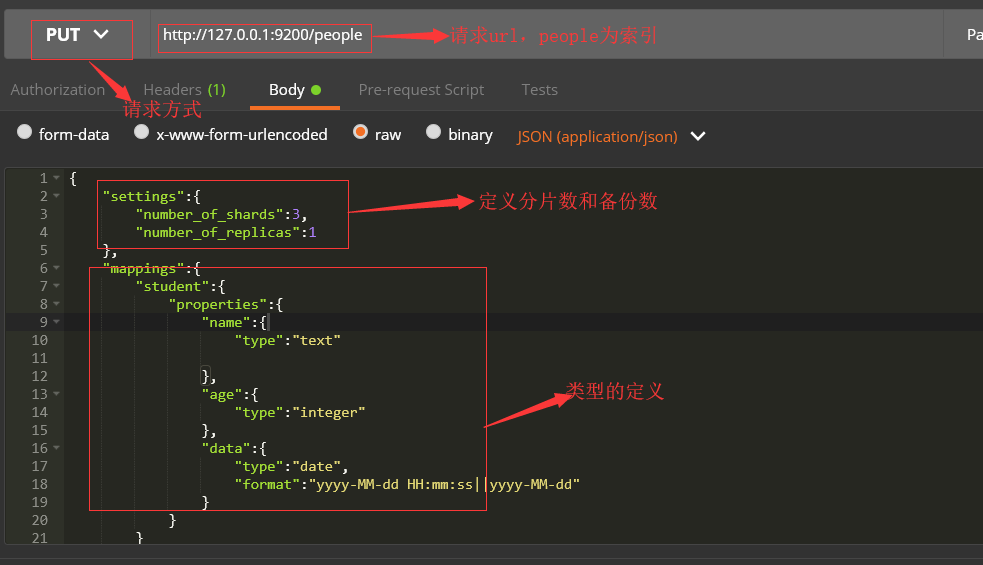 PUT http://127.0.0.1:9200/people 请求url，people为索引 Pa
Authorization Headers (1) Body Pre-request Script Tests
请求方式
form-data x-www-form-urlencoded raw binary JSON (application/json)
1 {
2 "settings":{ 定义分片数和备份数
3 "number_of_shards":3,
4 "number_of_replicas":1
5 },
6 "mappings":{
7 "student":{
8 "properties":{
9 "name":{
10 "type":"text"
11
12 },
13 "age":{ 类型的定义
14 "type":"integer"
15 },
16 "data":{
17 "type":"date",
18 "format":"yyyy-MM-dd HH:mm:ss||yyyy-MM-dd"
19 }
20 }
21 }